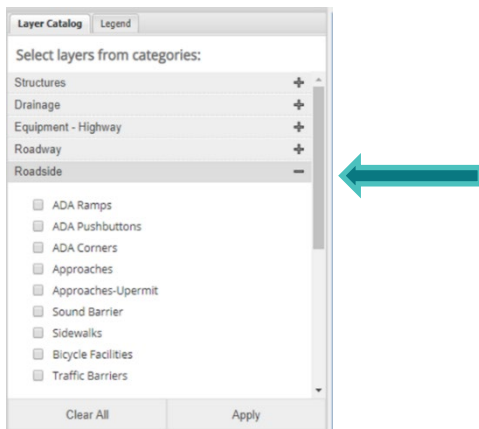 Layer Catalog Legend
Select layers from categories:
Structures
Drainage
Equipment - Highway
Roadway
Roadside
ADA Ramps
ADA Pushbuttons
ADA Corners
Approaches
Approaches-Upermit
Sound Barrier
Sidewalks
Bicycle Facilities
Traffic Barriers
Clear All Apply